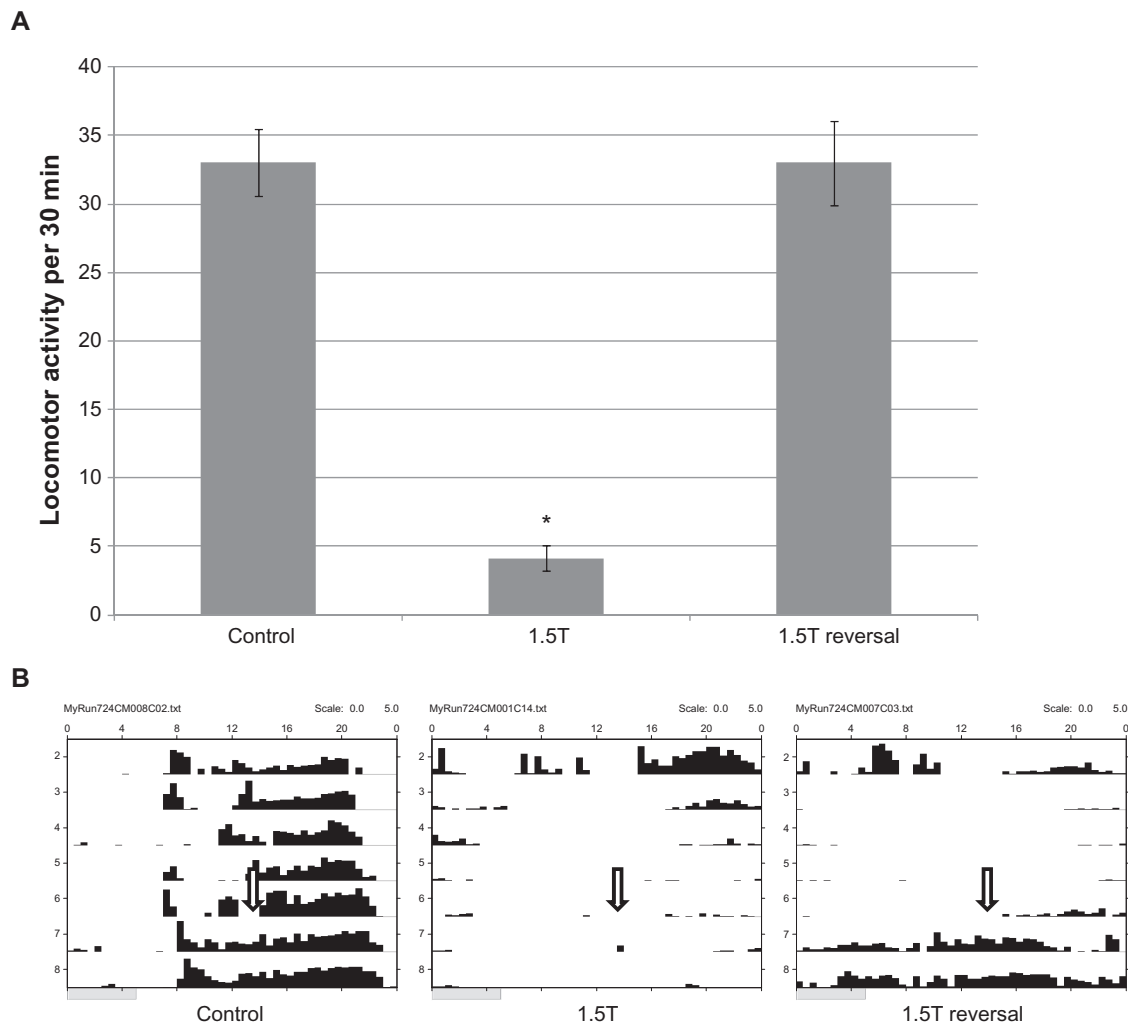 A
Locomotor activity per 30 min
40
35
30
25
20
15
10
5
0
*
Control 1.5T 1.5T reversal
B
MyRun724CM008C02.txt Scale: 0.0 5.0
0 4 8 12 16 20 0
2
3
4
5
6
7
8
Control
MyRun724CM001C14.txt Scale: 0.0 5.0
0 4 8 12 16 20 0
2
3
4
5
6
7
8
1.5T
MyRun724CM007C03.txt Scale: 0.0 5.0
0 4 8 12 16 20 0
2
3
4
5
6
7
8
1.5T reversal